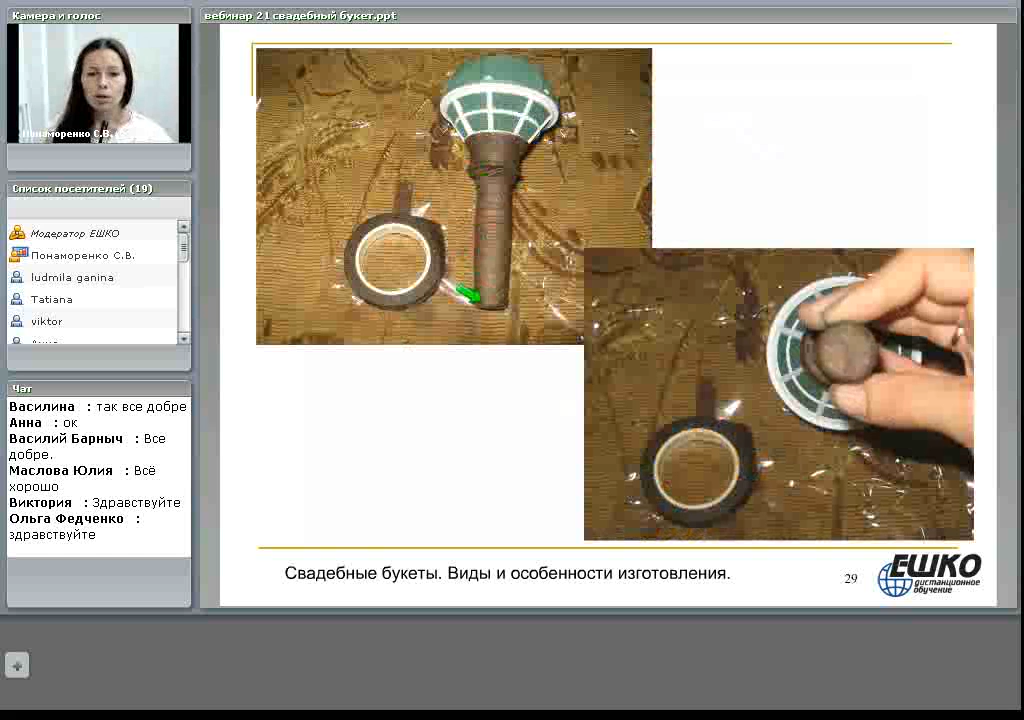 Камера и голос
вебинар 21 свадебный букет.ppt
Понаморенко С.В.
Список посетителей (19)
Модератор ЕШКО
Понаморенко С.В.
ludmila ganina
Tatiana
viktor
Чат
Василина : так все добре
Анна : ок
Василий Барныч : Все
добре.
Маслова Юлия : Всё
хорошо
Виктория : Здравствуйте
Ольга Федченко :
здравствуйте
Свадебные букеты. Виды и особенности изготовления.
29
ЕШКО
дистанционное
обучение